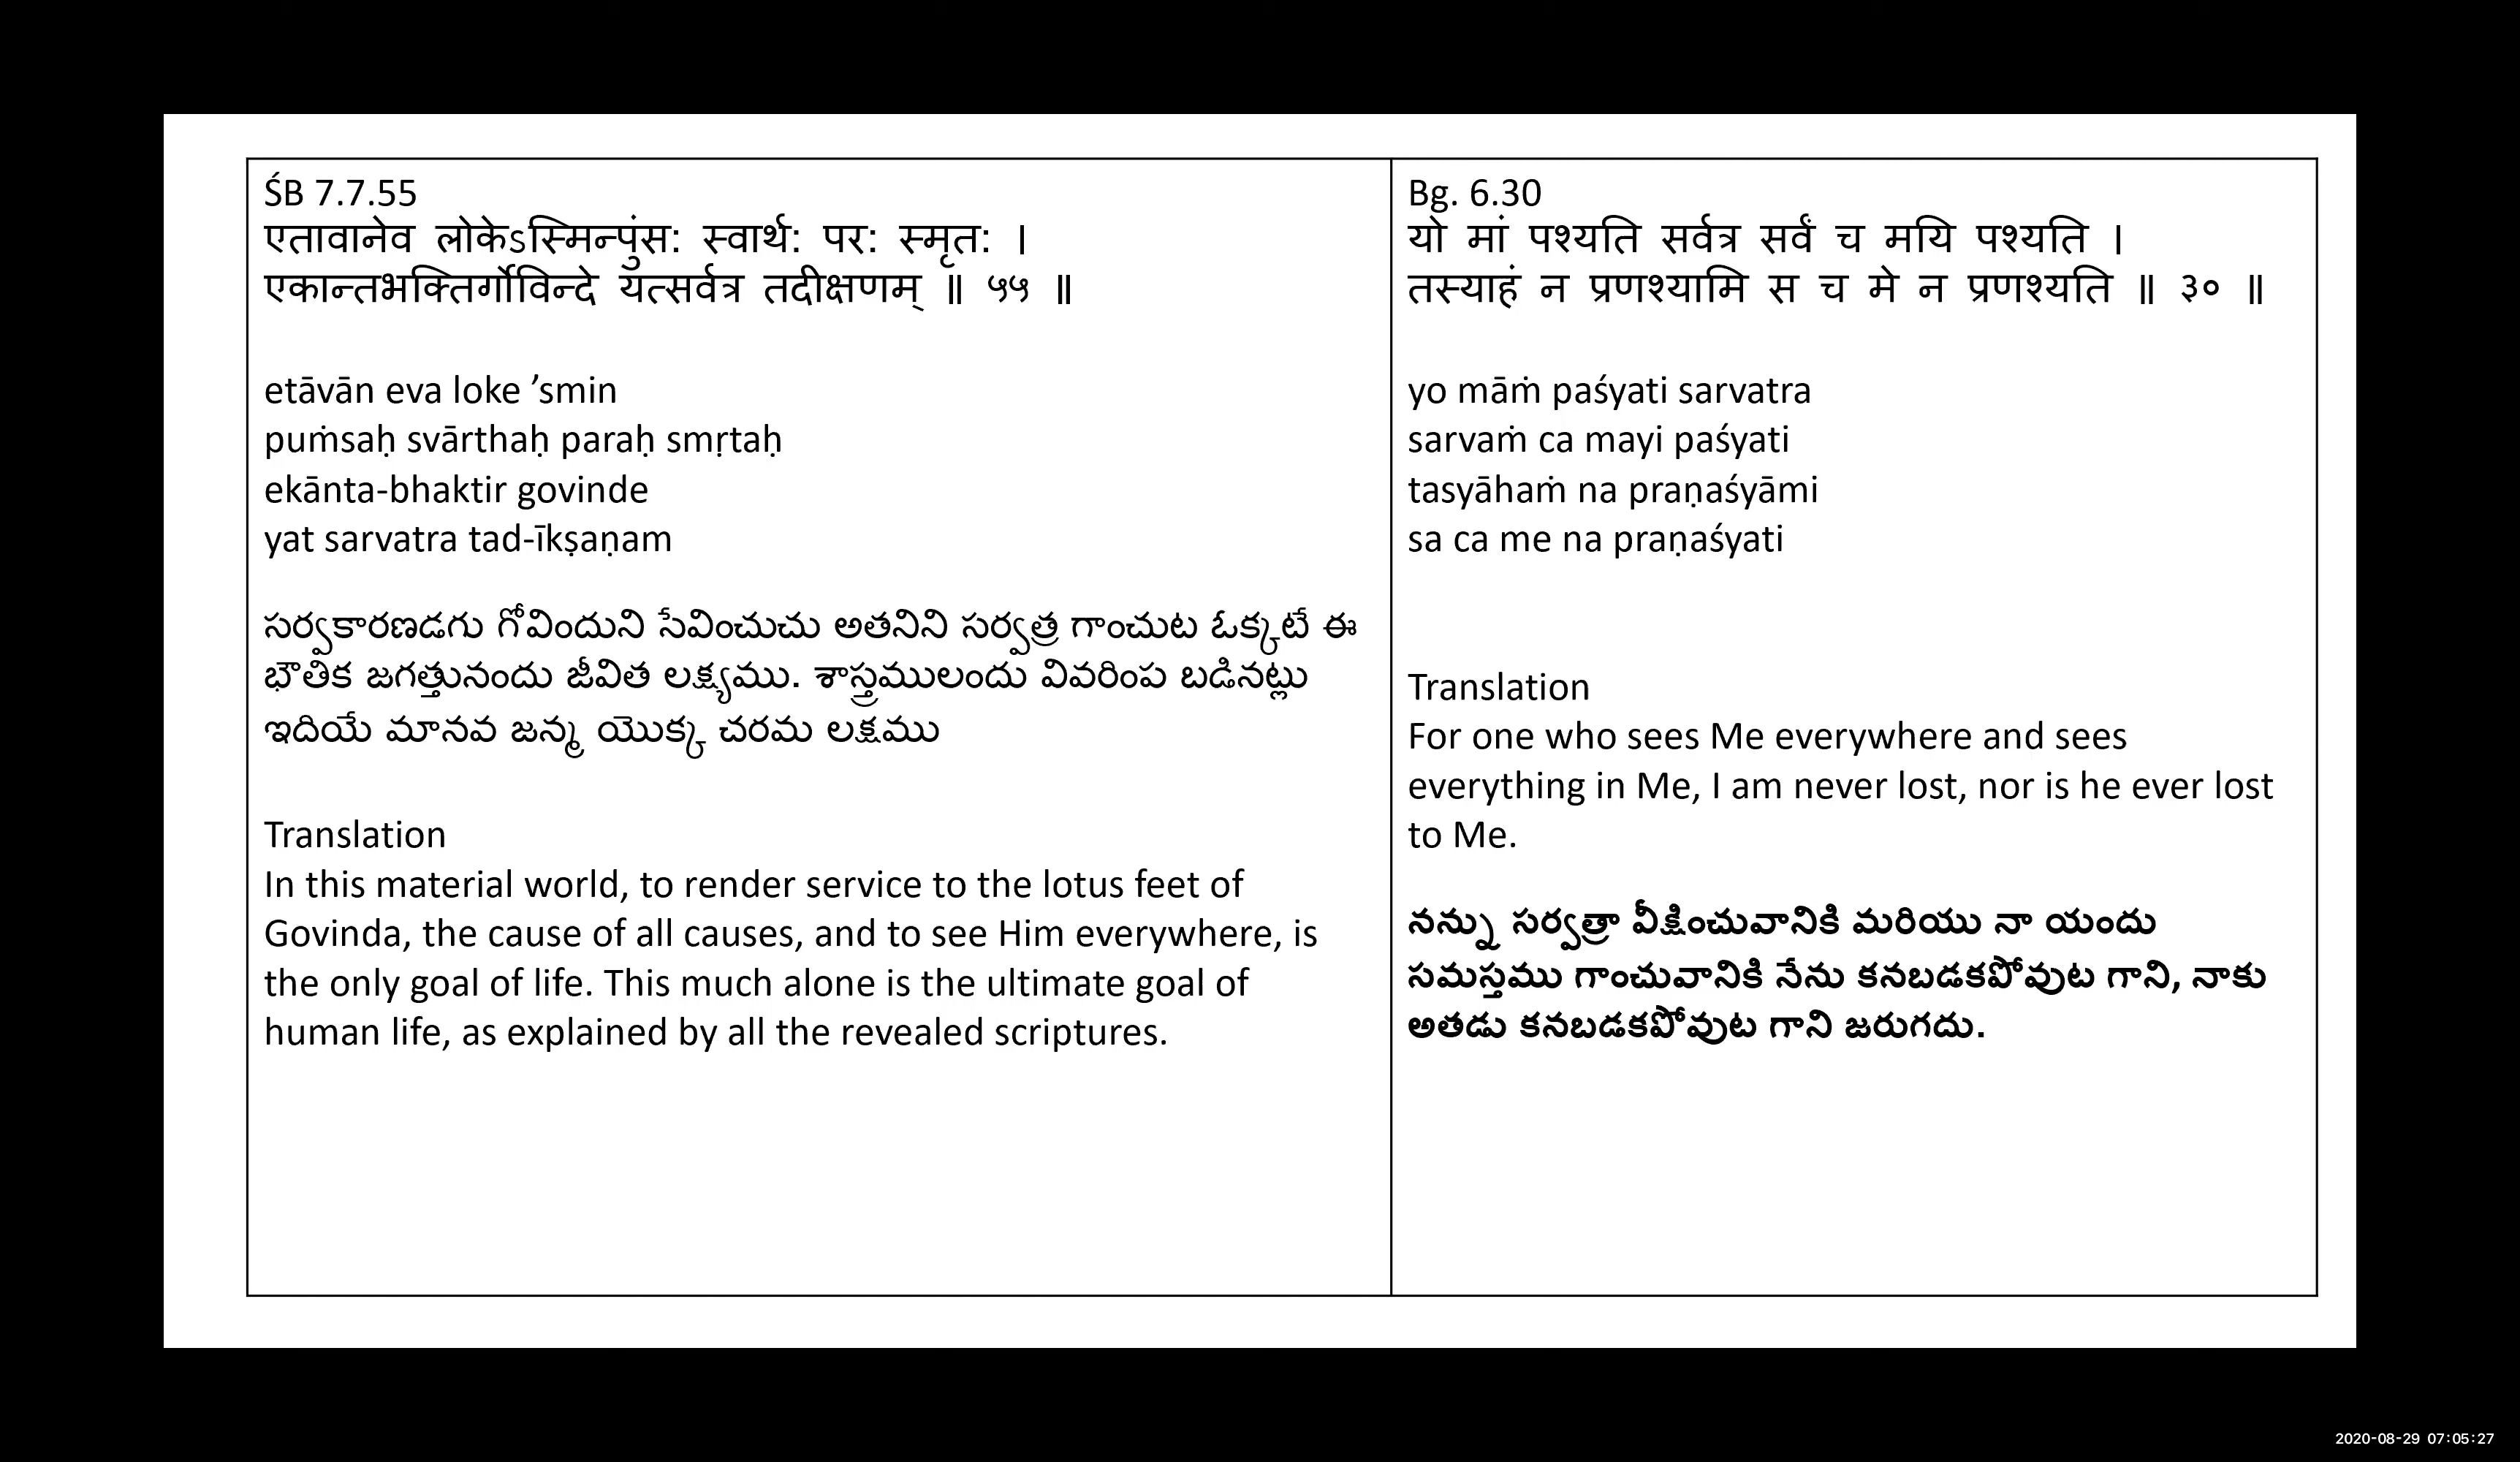 ŚB 7.7.55
एतावानेव लोकेऽस्मिन्पुंस: स्वार्थ: पर: स्मृत: ।
एकान्तभक्तिर्गोविन्दे यत्सर्वत्र तदीक्षणम् ॥ ५५ ॥
etāvān eva loke ’smin
puṁsaḥ svārthaḥ paraḥ smṛtaḥ
ekānta-bhaktir govinde
yat sarvatra tad-īkṣaṇam
సర్వకారణడగు గోవిందుని సేవించుచు అతనిని సర్వత్ర గాంచుట ఓక్కటే ఈ
భౌతిక జగత్తునందు జీవిత లక్ష్యము. శాస్త్రములందు వివరింప బడినట్లు
ఇదియే మానవ జన్మ యొక్క చరమ లక్షము
Translation
In this material world, to render service to the lotus feet of
Govinda, the cause of all causes, and to see Him everywhere, is
the only goal of life. This much alone is the ultimate goal of
human life, as explained by all the revealed scriptures.
Bg. 6.30
यो मां पश्यति सर्वत्र सर्वं च मयि पश्यति ।
तस्याहं न प्रणश्यामि स च मे न प्रणश्यति ॥ ३० ॥
yo māṁ paśyati sarvatra
sarvaṁ ca mayi paśyati
tasyāhaṁ na praṇaśyāmi
sa ca me na praṇaśyati
Translation
For one who sees Me everywhere and sees
everything in Me, I am never lost, nor is he ever lost
to Me.
నన్ను సర్వత్రా వీక్షించువానికి మరియు నా యందు
సమస్తము గాంచువానికి నేను కనబడకపోవుట గాని, నాకు
అతడు కనబడకపోవుట గాని జరుగదు.
2020-08-29 07:05:27